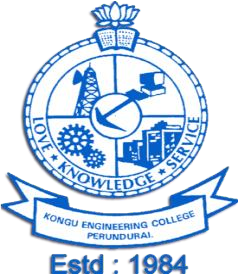 LOVE ★ KNOWLEDGE ★ SERVICE
KONGU ENGINEERING COLLEGE
PERUNDURAI.
Estd : 1984